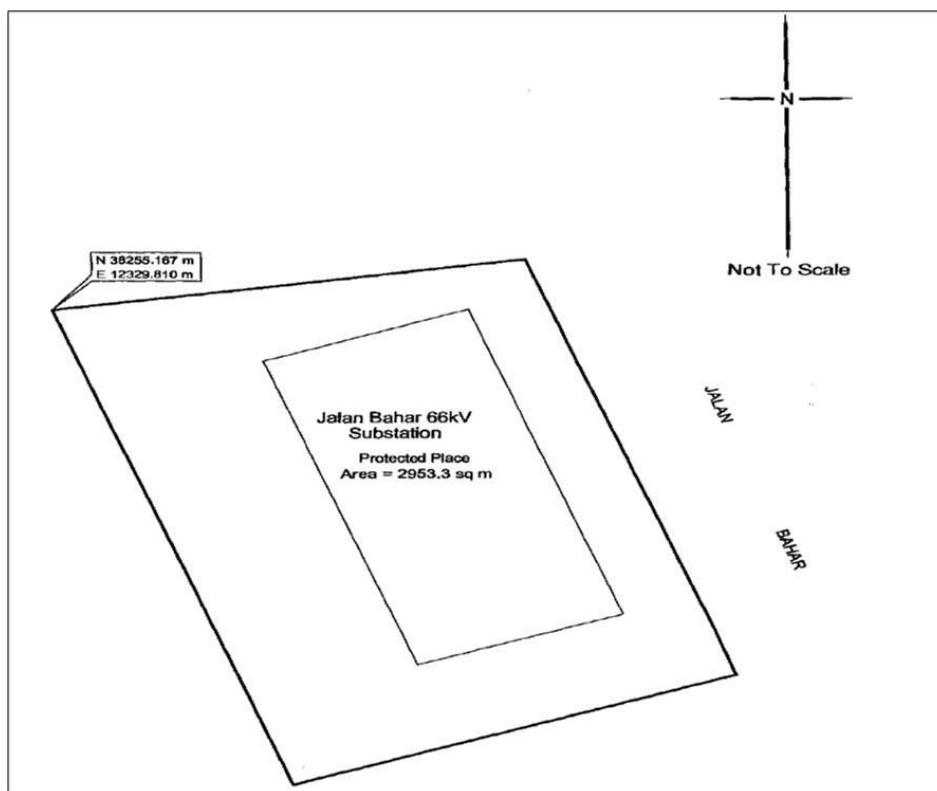 N
Not To Scale
N 38255.167 m
E 12329.810 m
JALAN
Jalan Bahar 66kV
Substation
Protected Place
Area = 2953.3 sq m
BAHAR